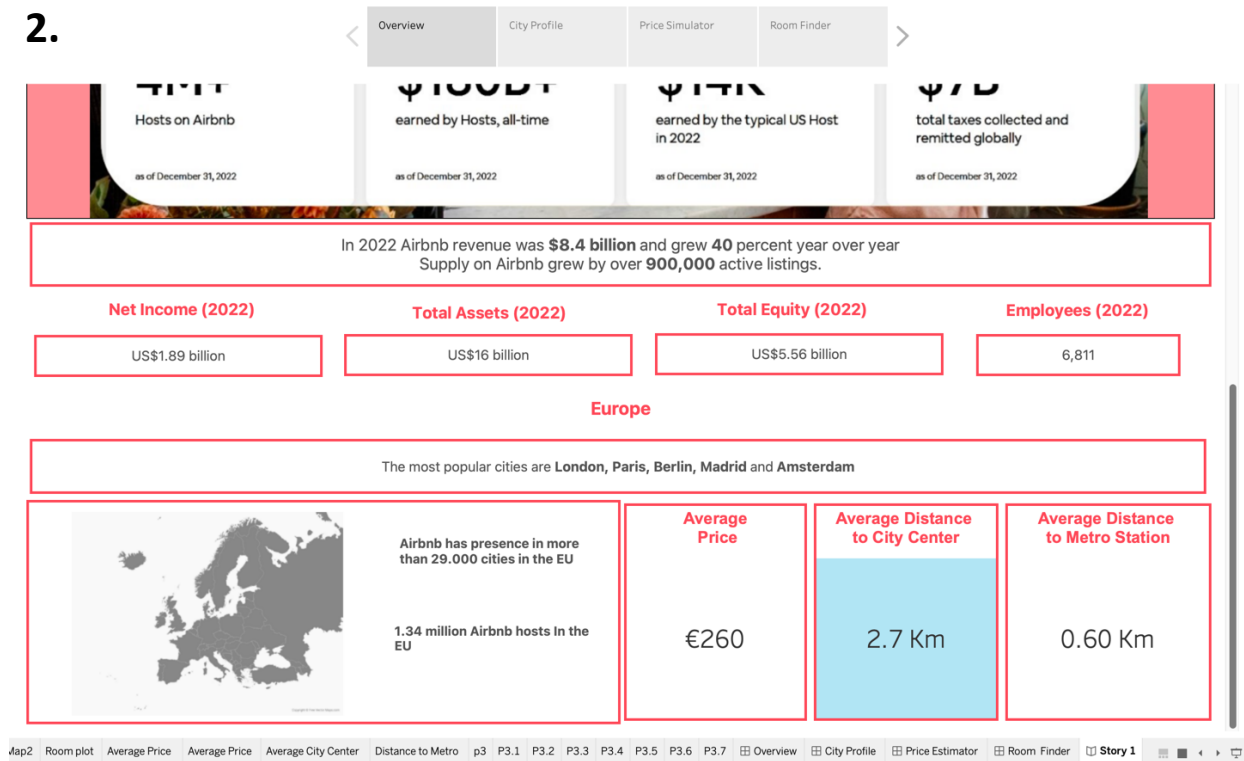 2.
Overview
City Profile
Price Simulator
Room Finder
4M+
$180B+
$14K
Hosts on Airbnb
earned by Hosts, all-time
earned by the typical US Host
in 2022
total taxes collected and
remitted globally
as of December 31, 2022
as of December 31, 2022
as of December 31, 2022
as of December 31, 2022
In 2022 Airbnb revenue was $8.4 billion and grew 40 percent year over year
Supply on Airbnb grew by over 900,000 active listings.
Net Income (2022)
Total Assets (2022)
Total Equity (2022)
Employees (2022)
US$1.89 billion
US$16 billion
US$5.56 billion
6,811
Europe
The most popular cities are London, Paris, Berlin, Madrid and Amsterdam
Airbnb has presence in more
than 29.000 cities in the EU
1.34 million Airbnb hosts In the
EU
Average
Price
€260
Average Distance
to City Center
2.7 Km
Average Distance
to Metro Station
0.60 Km
Map2 Room plot Average Price Average Price Average City Center Distance to Metro p3 P3.1 P3.2 P3.3 P3.4 P3.5 P3.6 P3.7 Overview City Profile Price Estimator Room Finder Story 1